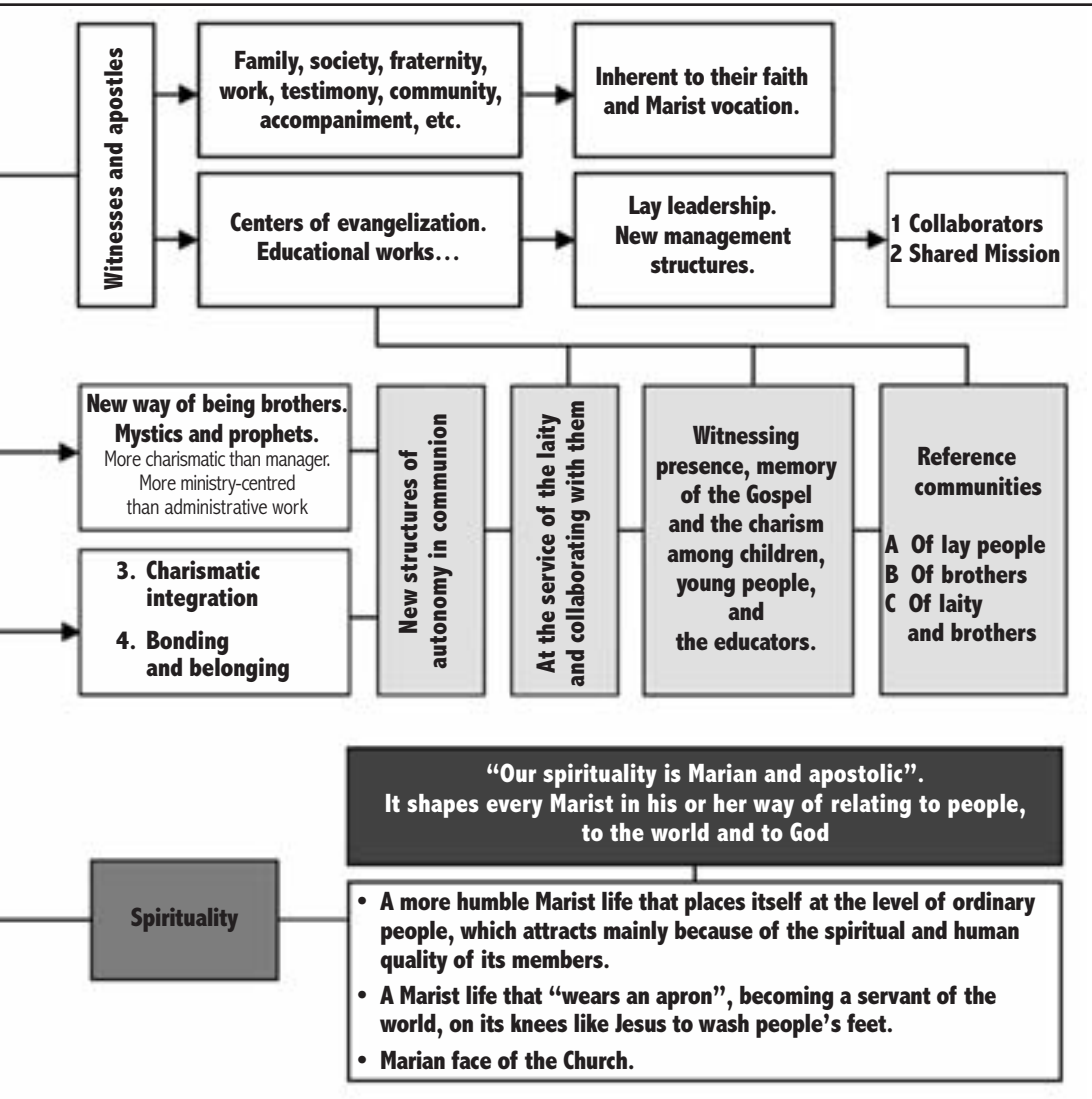 Witnesses and apostles
Family, society, fraternity,
work, testimony, community,
accompaniment, etc.
Inherent to their faith
and Marist vocation.
Centers of evangelization.
Educational works…
Lay leadership.
New management
structures.
1 Collaborators
2 Shared Mission
New way of being brothers.
Mystics and prophets.
More charismatic than manager.
More ministry-centred
than administrative work
3. Charismatic
integration
4. Bonding
and belonging
New structures of
autonomy in communion
At the service of the laity
and collaborating with them
Witnessing
presence, memory
of the Gospel
and the charism
among children,
young people,
and
the educators.
Reference
communities
A Of lay people
B Of brothers
C Of laity
and brothers
“Our spirituality is Marian and apostolic”.
It shapes every Marist in his or her way of relating to people,
to the world and to God
Spirituality
• A more humble Marist life that places itself at the level of ordinary
people, which attracts mainly because of the spiritual and human
quality of its members.
• A Marist life that “wears an apron”, becoming a servant of the
world, on its knees like Jesus to wash people’s feet.
• Marian face of the Church.